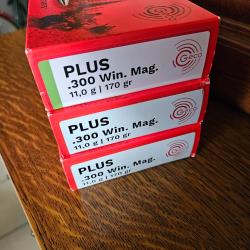 GECO
PLUS
.300 Win. Mag.
11,0 g | 170 gr
PLUS
.300 Win. Mag.
11,0 g | 170 gr
PLUS
.300 Win. Mag.
11,0 g | 170 gr